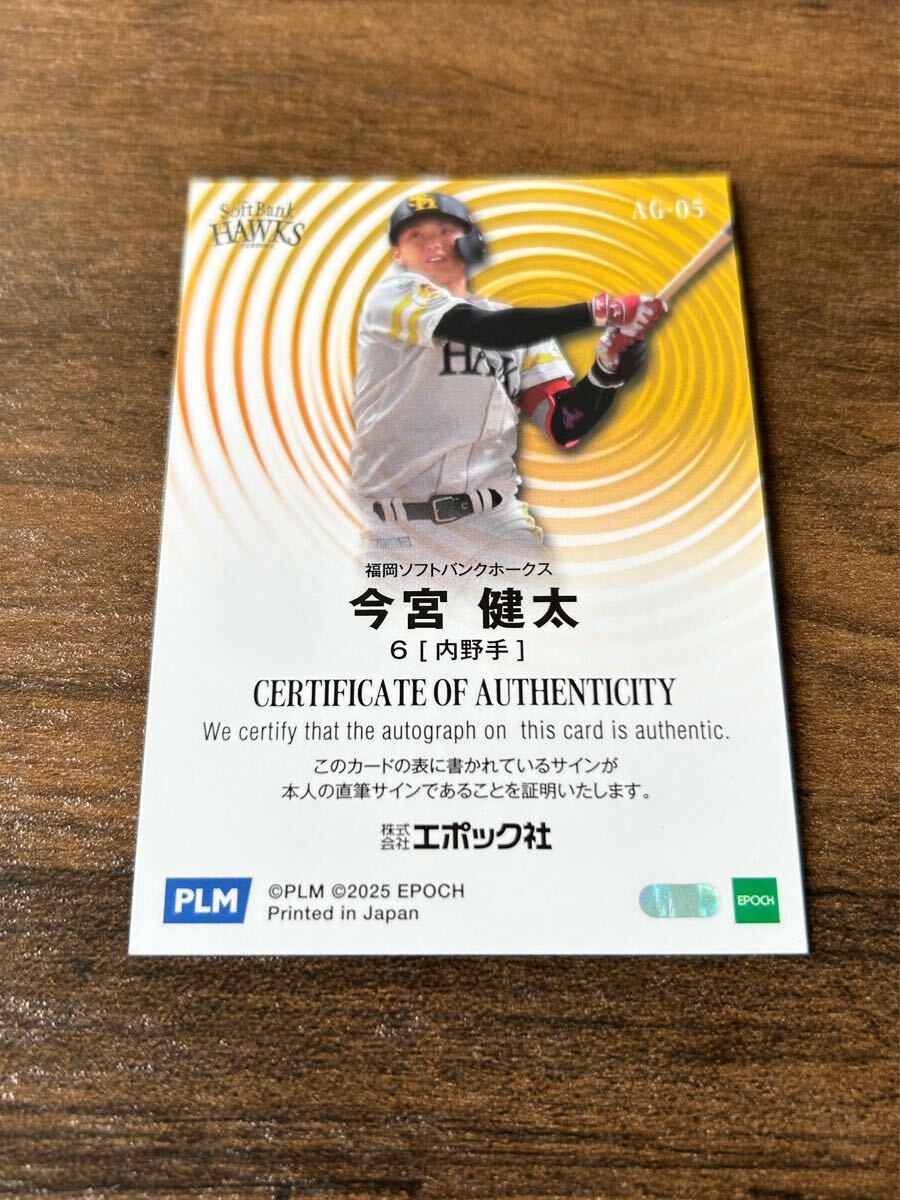 SoftBank
HAWKS
AG-05
SH
HAWK
福岡ソフトバンクホークス
今宮 健太
6 [ 内野手 ]
CERTIFICATE OF AUTHENTICITY
We certify that the autograph on this card is authentic.
このカードの表に書かれているサインが
本人の直筆サインであることを証明いたします。
株式会社エポック社
PLM
©PLM ©2025 EPOCH
Printed in Japan
EPOCH